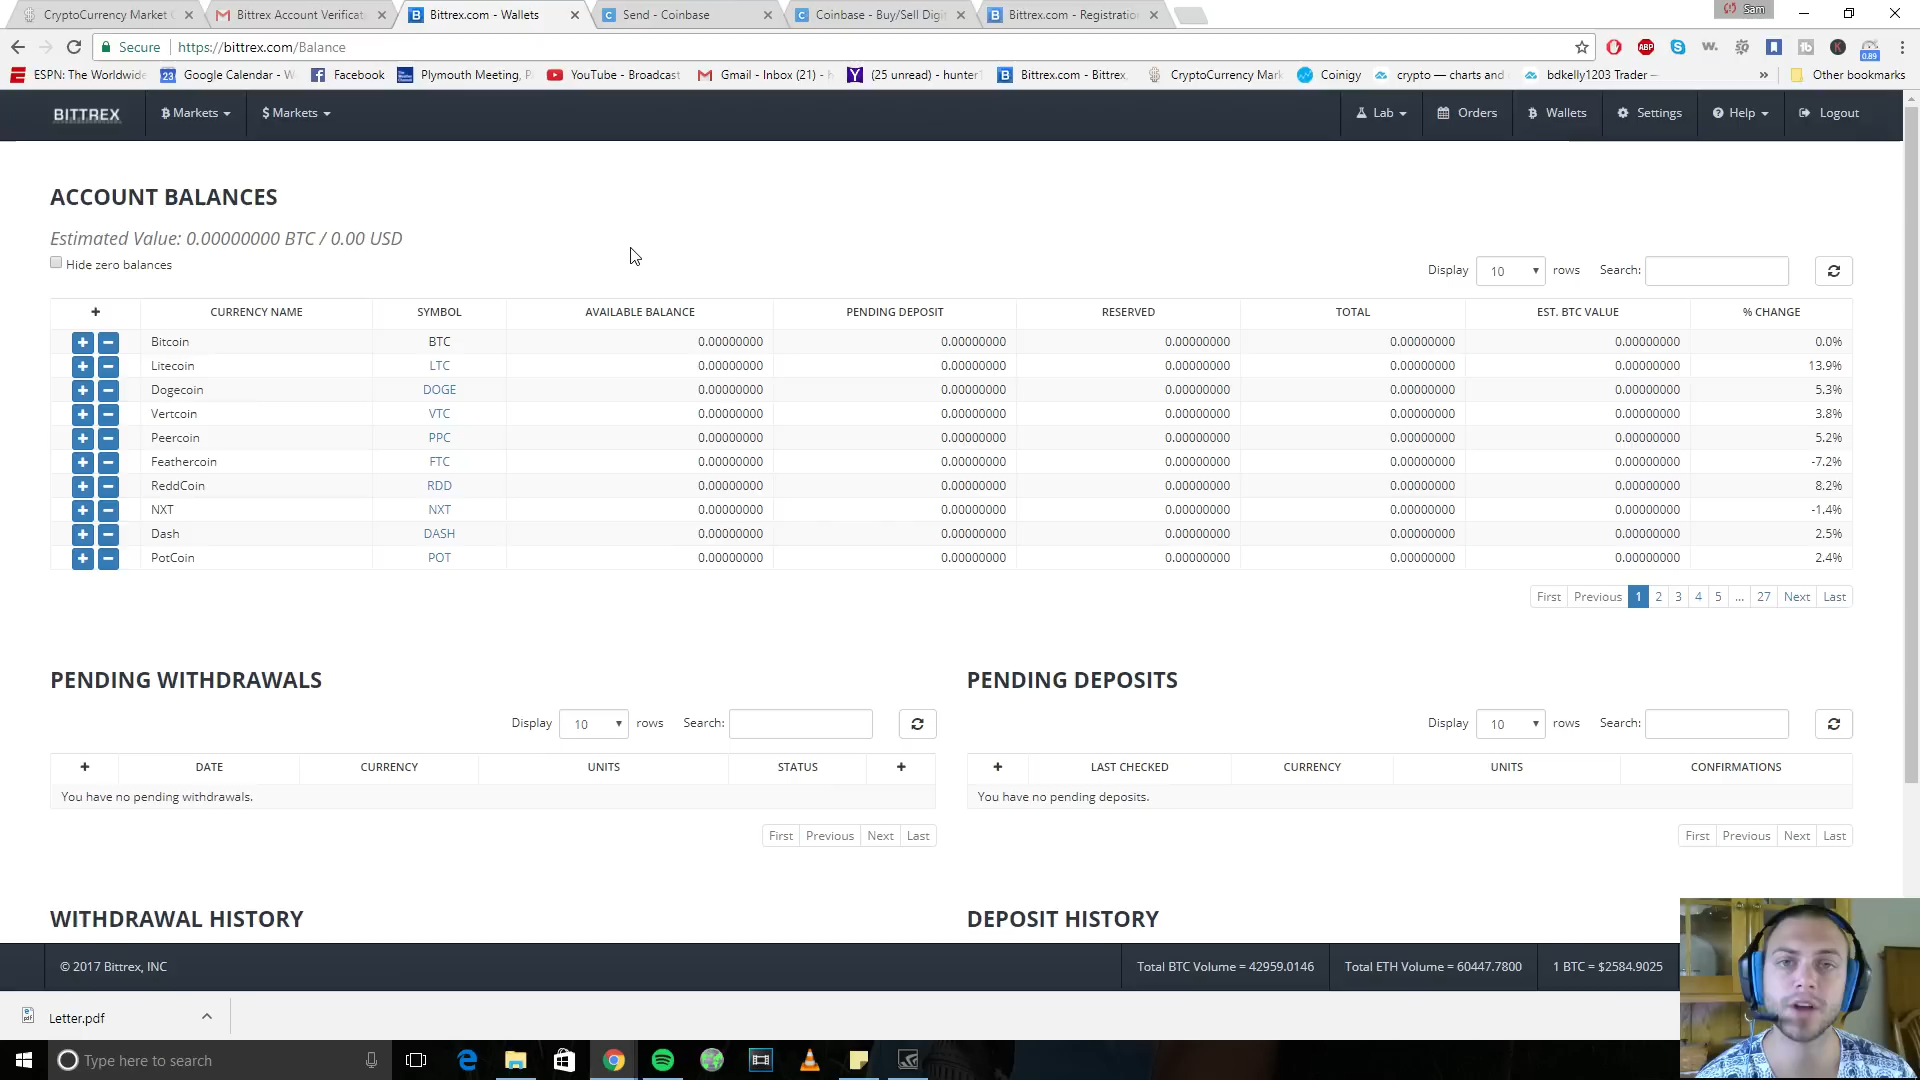 CryptoCurrency Market
Bittrex Account Verificat
Bittrex.com - Wallets
Send - Coinbase
Coinbase - Buy/Sell Digi
Bittrex.com - Registratio
Sam
Secure
https://bittrex.com/Balance
ESPN: The Worldwide
Google Calendar - W
Facebook
Plymouth Meeting, P
YouTube - Broadcast
Gmail - Inbox (21) - h
(25 unread) - hunter
Bittrex.com - Bittrex,
CryptoCurrency Mark
Coinigy
crypto — charts and
bdkelly1203 Trader —
Other bookmarks
BITTREX
Markets
$ Markets
Lab
Orders
Wallets
Settings
Help
Logout
ACCOUNT BALANCES
Estimated Value: 0.00000000 BTC / 0.00 USD
Hide zero balances
Display 10 rows Search:
+ CURRENCY NAME SYMBOL AVAILABLE BALANCE PENDING DEPOSIT RESERVED TOTAL EST. BTC VALUE % CHANGE
Bitcoin BTC 0.00000000 0.00000000 0.00000000 0.00000000 0.00000000 0.0%
Litecoin LTC 0.00000000 0.00000000 0.00000000 0.00000000 0.00000000 13.9%
Dogecoin DOGE 0.00000000 0.00000000 0.00000000 0.00000000 0.00000000 5.3%
Vertcoin VTC 0.00000000 0.00000000 0.00000000 0.00000000 0.00000000 3.8%
Peercoin PPC 0.00000000 0.00000000 0.00000000 0.00000000 0.00000000 5.2%
Feathercoin FTC 0.00000000 0.00000000 0.00000000 0.00000000 0.00000000 -7.2%
ReddCoin RDD 0.00000000 0.00000000 0.00000000 0.00000000 0.00000000 8.2%
NXT NXT 0.00000000 0.00000000 0.00000000 0.00000000 0.00000000 -1.4%
Dash DASH 0.00000000 0.00000000 0.00000000 0.00000000 0.00000000 2.5%
PotCoin POT 0.00000000 0.00000000 0.00000000 0.00000000 0.00000000 2.4%
First Previous 1 2 3 4 5 ... 27 Next Last
PENDING WITHDRAWALS
Display 10 rows Search:
+ DATE CURRENCY UNITS STATUS +
You have no pending withdrawals.
First Previous Next Last
PENDING DEPOSITS
Display 10 rows Search:
+ LAST CHECKED CURRENCY UNITS CONFIRMATIONS
You have no pending deposits.
First Previous Next Last
WITHDRAWAL HISTORY
DEPOSIT HISTORY
© 2017 Bittrex, INC
Total BTC Volume = 42959.0146
Total ETH Volume = 60447.7800
1 BTC = $2584.9025
Letter.pdf
Type here to search